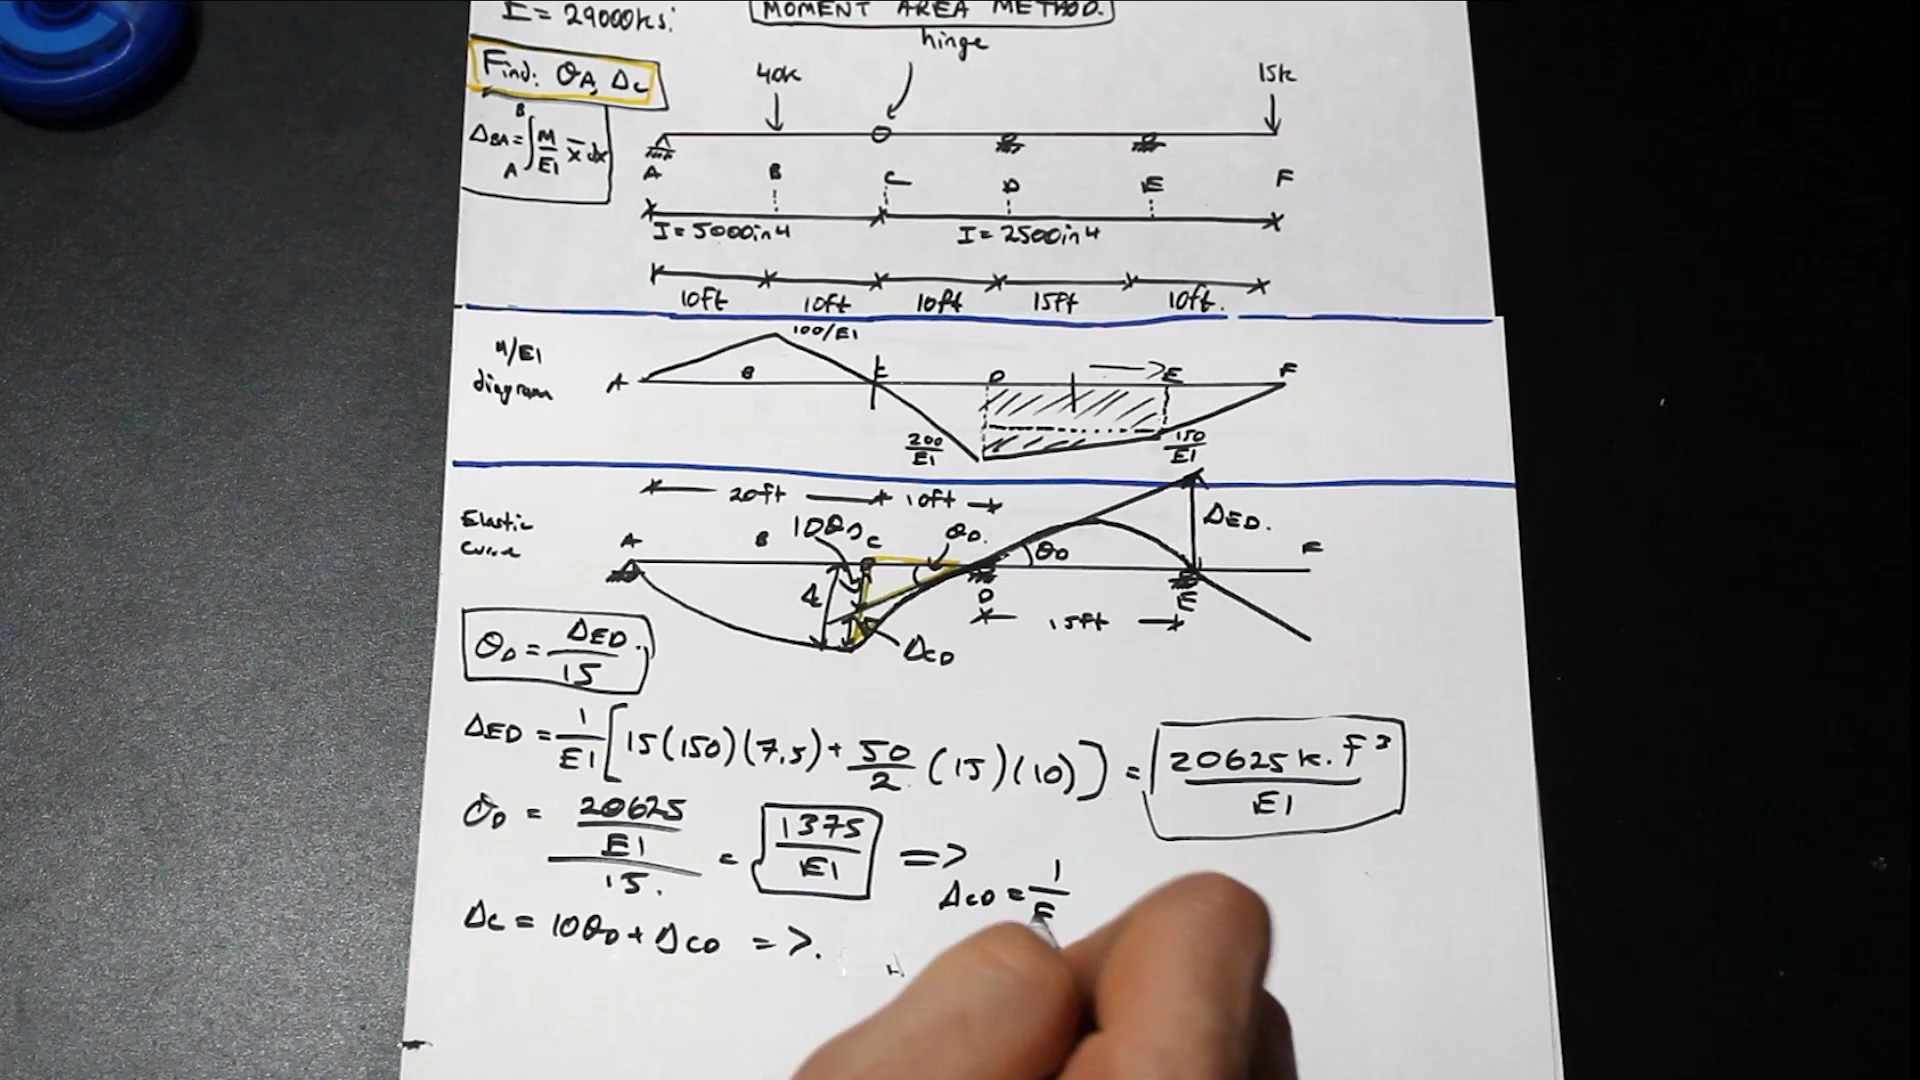 E = 29000ksi
MOMENT AREA METHOD.
hinge
Find: θA, Δc
40k
15k
ΔBA = ∫ M/EI x̄ dx
B
A
A B C D E F
I = 5000in4 I = 2500in4
10ft 10ft 10ft 15ft 10ft.
M/EI
diagram
100/EI
A B C D E F
200/EI
150/EI
20ft 10ft
Elastic
curve
A B 10θD C θD. θD ΔED. F
Δc
D E
15ft
ΔCD
θD = ΔED/15.
ΔED = 1/EI [15(150)(7.5) + 50/2 (15)(10)] = 20625 k.f³/EI
θD = 20625/EI/15. = 1375/EI =>
ΔCD = 1/E
ΔC = 10θD + ΔCD =>.